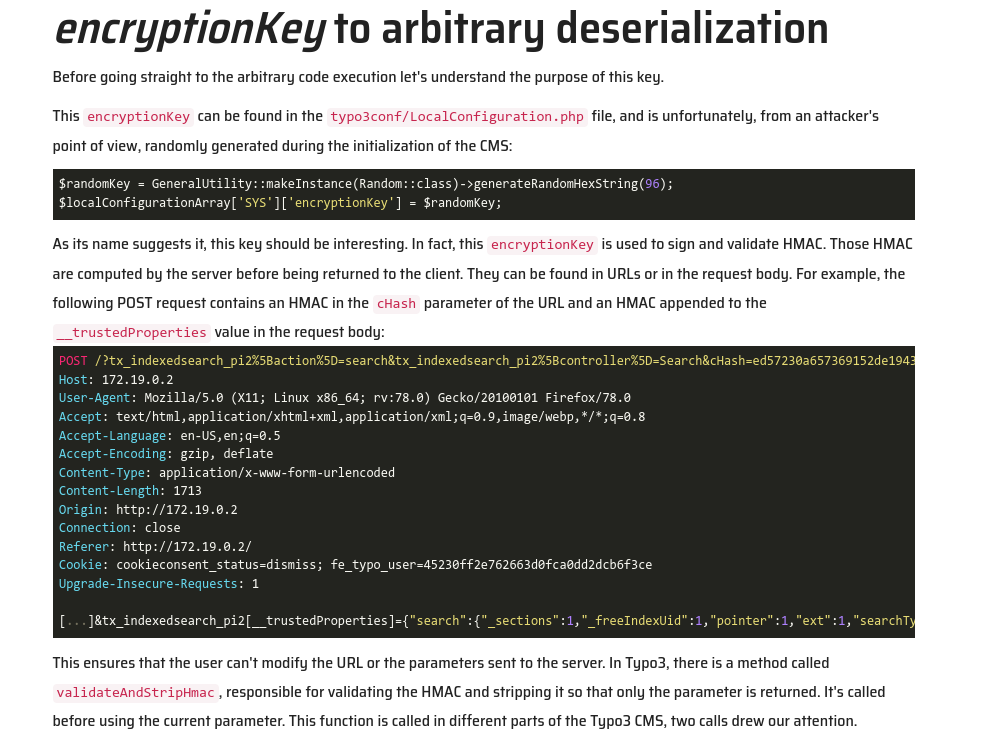 encryptionKey to arbitrary deserialization
Before going straight to the arbitrary code execution let's understand the purpose of this key.
This encryptionKey can be found in the typo3conf/LocalConfiguration.php file, and is unfortunately, from an attacker's
point of view, randomly generated during the initialization of the CMS:
$randomKey = GeneralUtility::makeInstance(Random::class)->generateRandomHexString(96);
$localConfigurationArray['SYS']['encryptionKey'] = $randomKey;
As its name suggests it, this key should be interesting. In fact, this encryptionKey is used to sign and validate HMAC. Those HMAC
are computed by the server before being returned to the client. They can be found in URLs or in the request body. For example, the
following POST request contains an HMAC in the cHash parameter of the URL and an HMAC appended to the
__trustedProperties value in the request body:
POST /?tx_indexedsearch_pi2%5Baction%5D=search&tx_indexedsearch_pi2%5Bcontroller%5D=Search&cHash=ed57230a657369152de1943
Host: 172.19.0.2
User-Agent: Mozilla/5.0 (X11; Linux x86_64; rv:78.0) Gecko/20100101 Firefox/78.0
Accept: text/html,application/xhtml+xml,application/xml;q=0.9,image/webp,*/*;q=0.8
Accept-Language: en-US,en;q=0.5
Accept-Encoding: gzip, deflate
Content-Type: application/x-www-form-urlencoded
Content-Length: 1713
Origin: http://172.19.0.2
Connection: close
Referer: http://172.19.0.2/
Cookie: cookieconsent_status=dismiss; fe_typo_user=45230ff2e762663d0fca0dd2dcb6f3ce
Upgrade-Insecure-Requests: 1
[...]&tx_indexedsearch_pi2[__trustedProperties]={"search":{"_sections":1,"_freeIndexUid":1,"pointer":1,"ext":1,"searchTy
This ensures that the user can't modify the URL or the parameters sent to the server. In Typo3, there is a method called
validateAndStripHmac, responsible for validating the HMAC and stripping it so that only the parameter is returned. It's called
before using the current parameter. This function is called in different parts of the Typo3 CMS, two calls drew our attention.